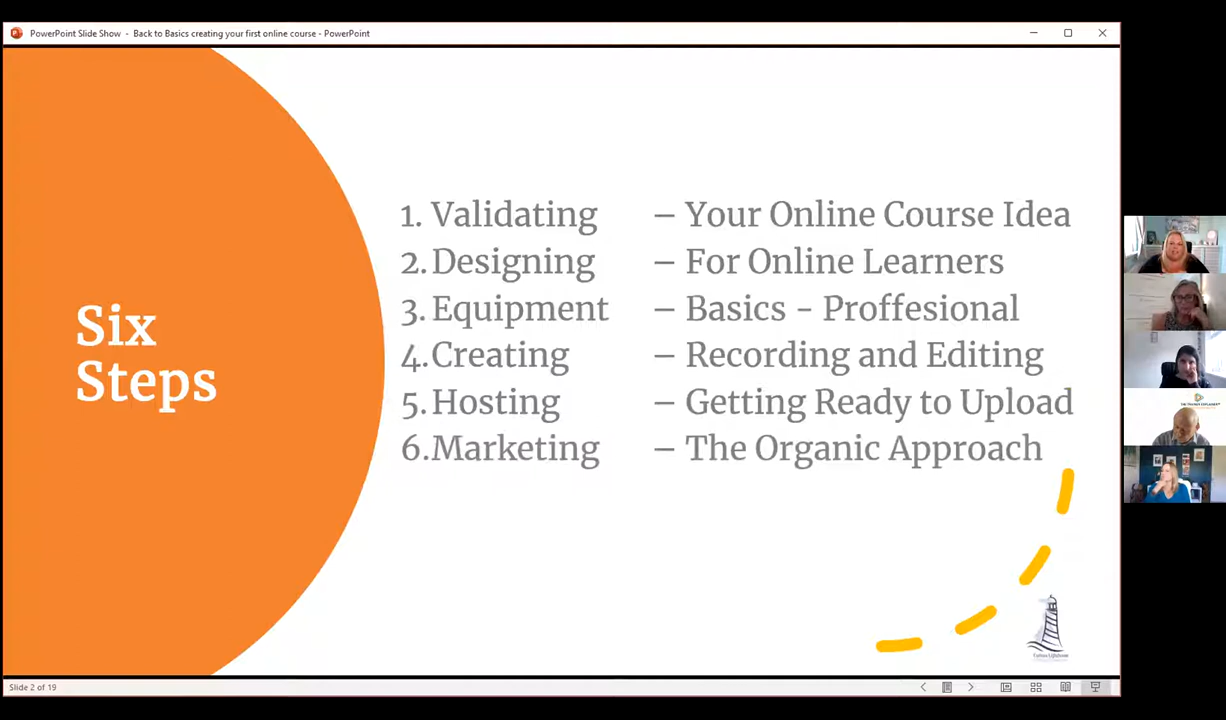 PowerPoint Slide Show - Back to Basics creating your first online course - PowerPoint
Six
Steps
1. Validating – Your Online Course Idea
2. Designing – For Online Learners
3. Equipment – Basics - Proffesional
4. Creating – Recording and Editing
5. Hosting – Getting Ready to Upload
6. Marketing – The Organic Approach
Slide 2 of 19